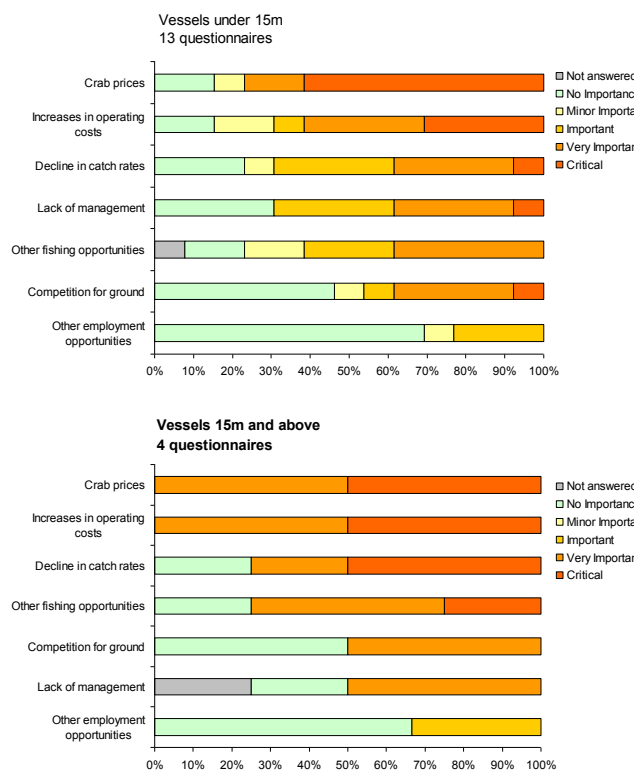 Vessels under 15m
13 questionnaires
Crab prices
Increases in operating
costs
Decline in catch rates
Lack of management
Other fishing opportunities
Competition for ground
Other employment
opportunities
0% 10% 20% 30% 40% 50% 60% 70% 80% 90% 100%
Not answered
No Importance
Minor Importa
Important
Very Importan
Critical
Vessels 15m and above
4 questionnaires
Crab prices
Increases in operating
costs
Decline in catch rates
Other fishing opportunities
Competition for ground
Lack of management
Other employment
opportunities
0% 10% 20% 30% 40% 50% 60% 70% 80% 90% 100%
Not answered
No Importance
Minor Importa
Important
Very Importan
Critical